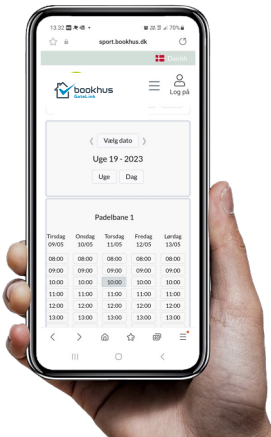 13.32
70%
sport.bookhus.dk
Danish
bookhus
GateLink
Log på
Vælg dato
Uge 19 - 2023
Uge Dag
Padelbane 1
Tirsdag Onsdag Torsdag Fredag Lørdag
09/05 10/05 11/05 12/05 13/05
08:00 08:00 08:00 08:00 08:00
09:00 09:00 09:00 09:00 09:00
10:00 10:00 10:00 10:00 10:00
11:00 11:00 11:00 11:00 11:00
12:00 12:00 12:00 12:00 12:00
13:00 13:00 13:00 13:00 13:00